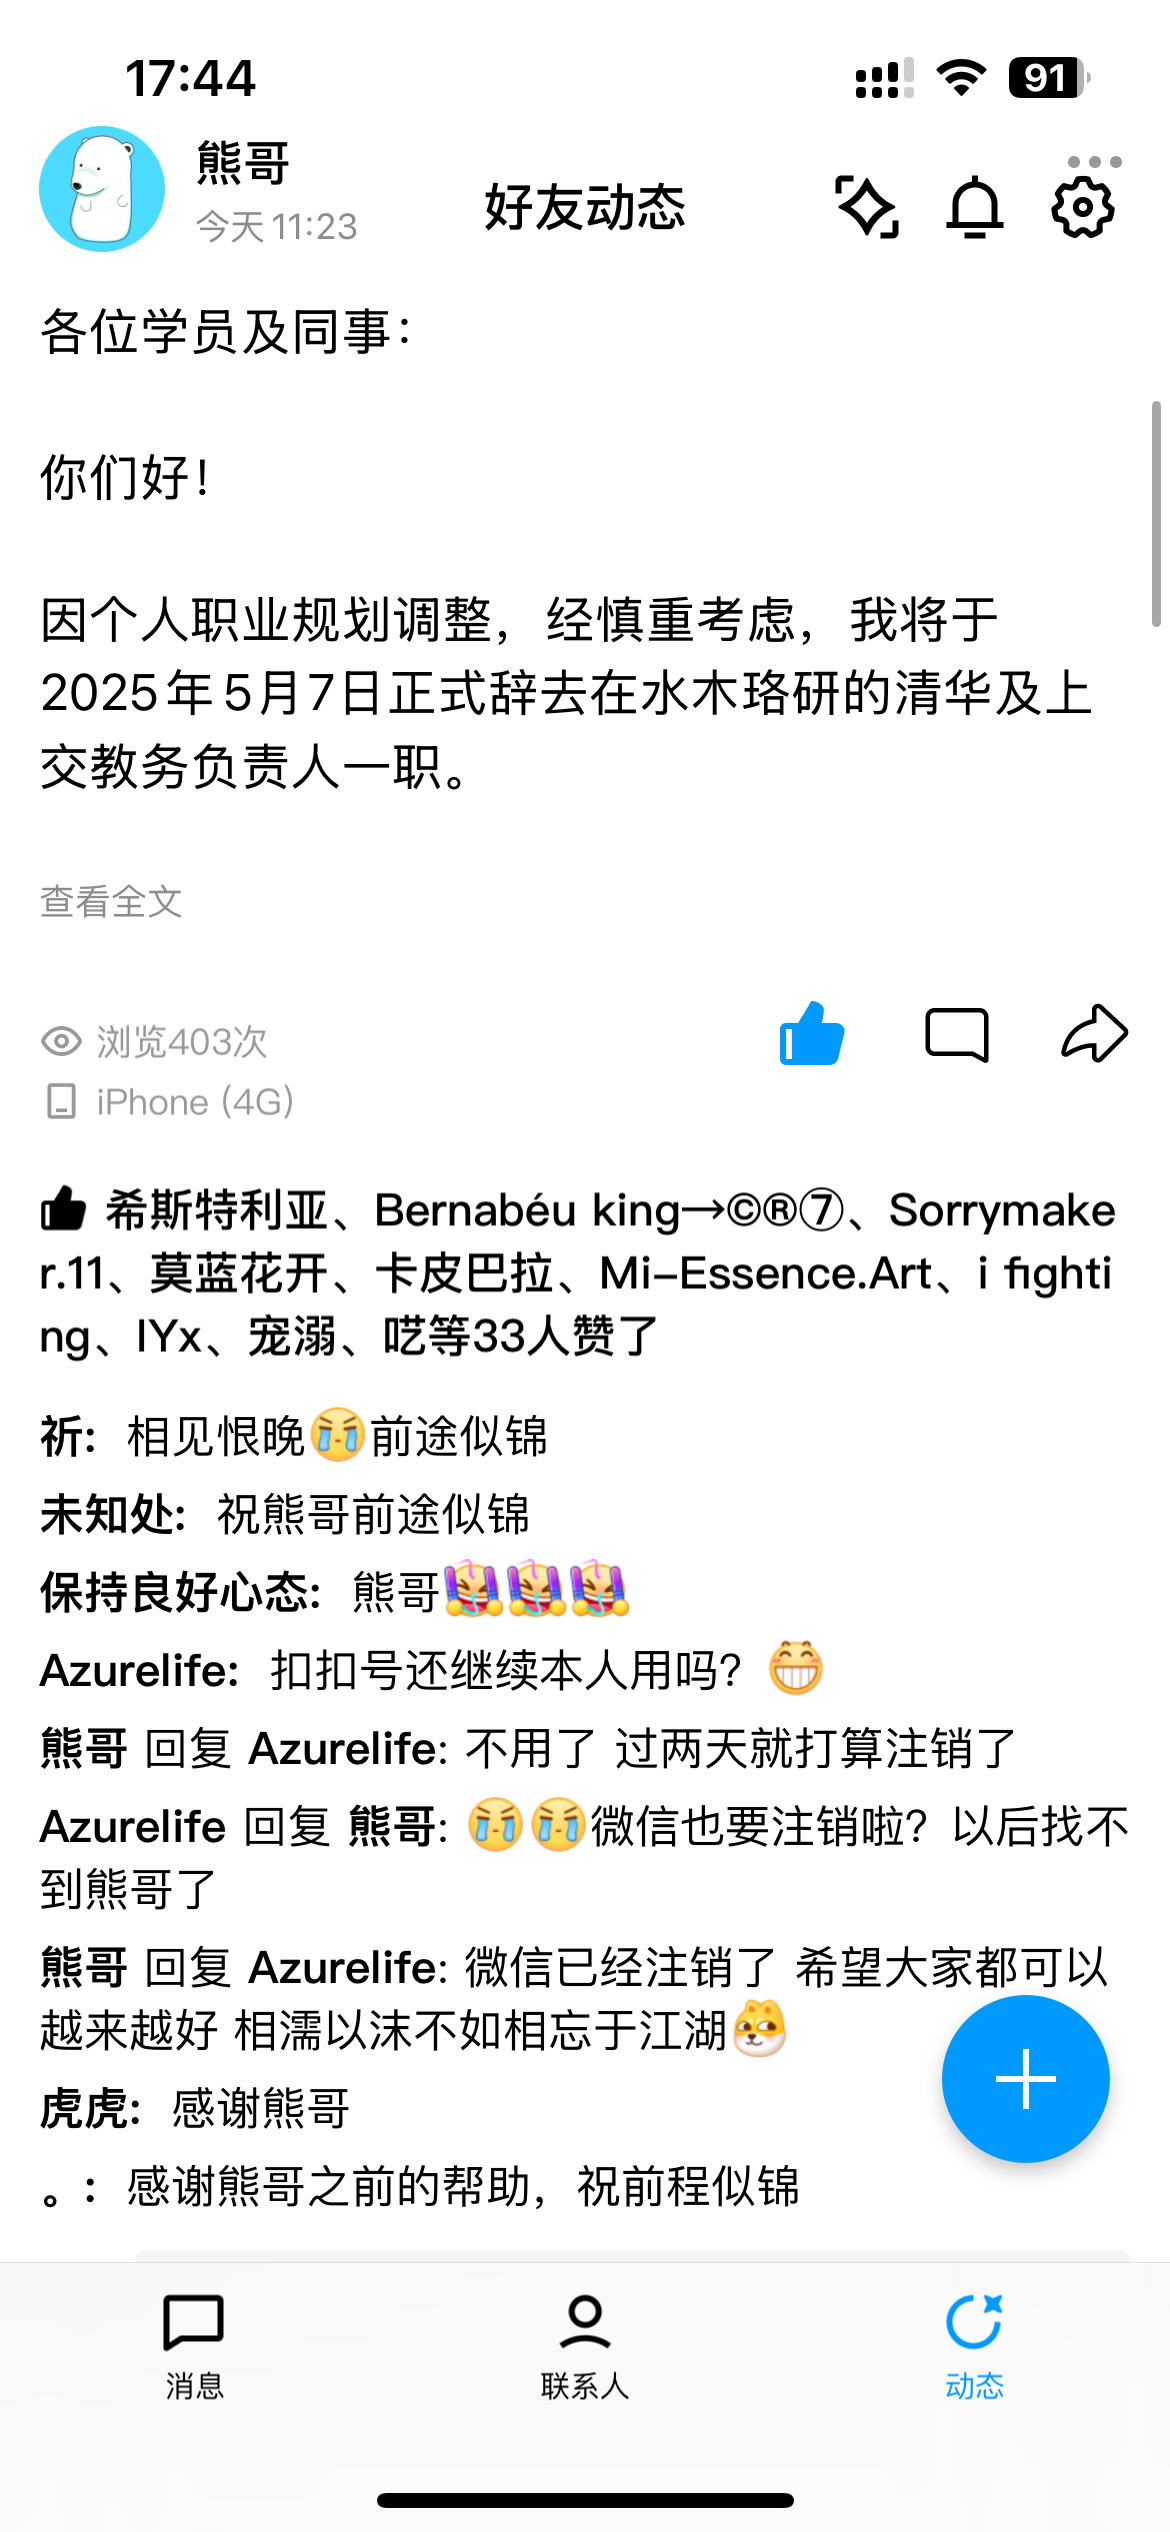 17:44
91
熊哥
今天 11:23
好友动态
各位学员及同事：
你们好！
因个人职业规划调整，经慎重考虑，我将于
2025年5月7日正式辞去在水木珞研的清华及上
交教务负责人一职。
查看全文
浏览403次
iPhone (4G)
希斯特利亚、Bernabéu king→©®⑦、Sorrymake
r.11、莫蓝花开、卡皮巴拉、Mi-Essence.Art、i fighti
ng、IYx、宠溺、呓等33人赞了
祈：相见恨晚😭前途似锦
未知处：祝熊哥前途似锦
保持良好心态：熊哥
Azurelife：扣扣号还继续本人用吗？😁
熊哥 回复 Azurelife: 不用了 过两天就打算注销了
Azurelife 回复 熊哥: 😭😭微信也要注销啦？以后找不
到熊哥了
熊哥 回复 Azurelife: 微信已经注销了 希望大家都可以
越来越好 相濡以沫不如相忘于江湖
虎虎：感谢熊哥
。：感谢熊哥之前的帮助，祝前程似锦
消息
联系人
动态